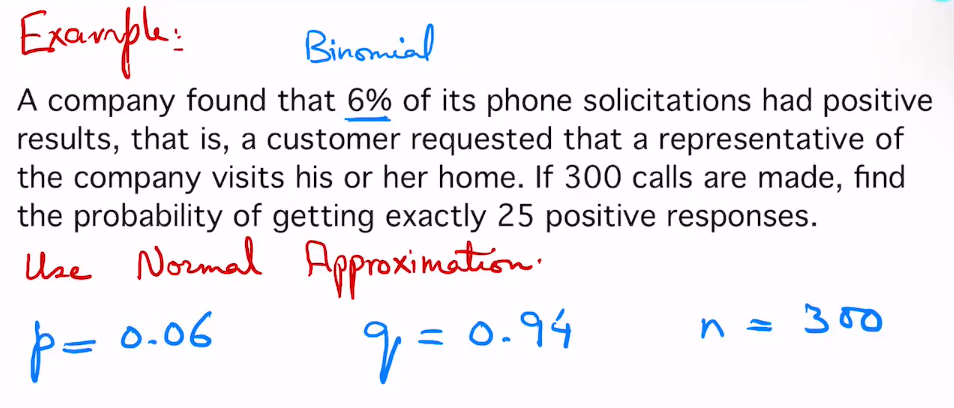 Example: Binomial
A company found that 6% of its phone solicitations had positive
results, that is, a customer requested that a representative of
the company visits his or her home. If 300 calls are made, find
the probability of getting exactly 25 positive responses.
Use Normal Approximation.
p = 0.06 q = 0.94 n = 300